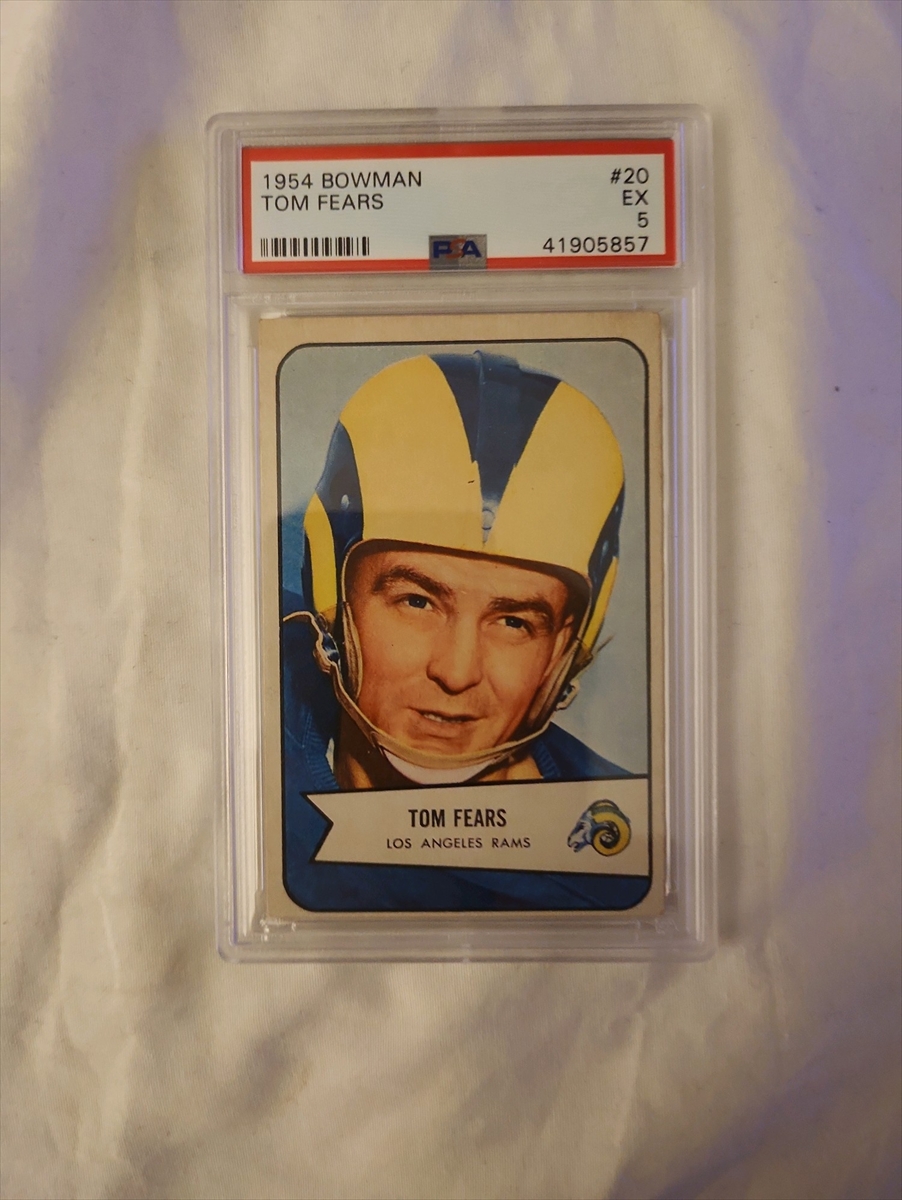 1954 BOWMAN #20
TOM FEARS EX
5
PSA 41905857
TOM FEARS
LOS ANGELES RAMS